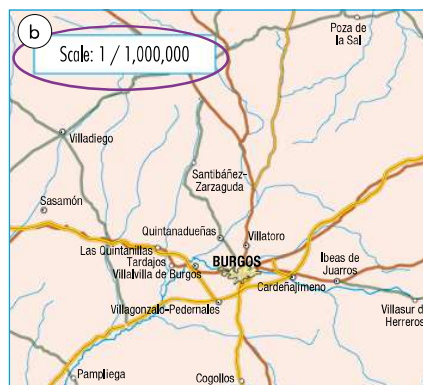 b
Scale: 1 / 1,000,000
Poza de
la Sal
Villadiego
Santibáñez-
Zarzaguda
Sasamón
Quintanadueñas
Villatoro
Las Quintanillas
Tardajos
BURGOS
Ibeas de
Juarros
Villalvilla de Burgos
Cardeñajimeno
Villagonzalo-Pedernales
Villasur de
Herreros
Pampliega
Cogollos